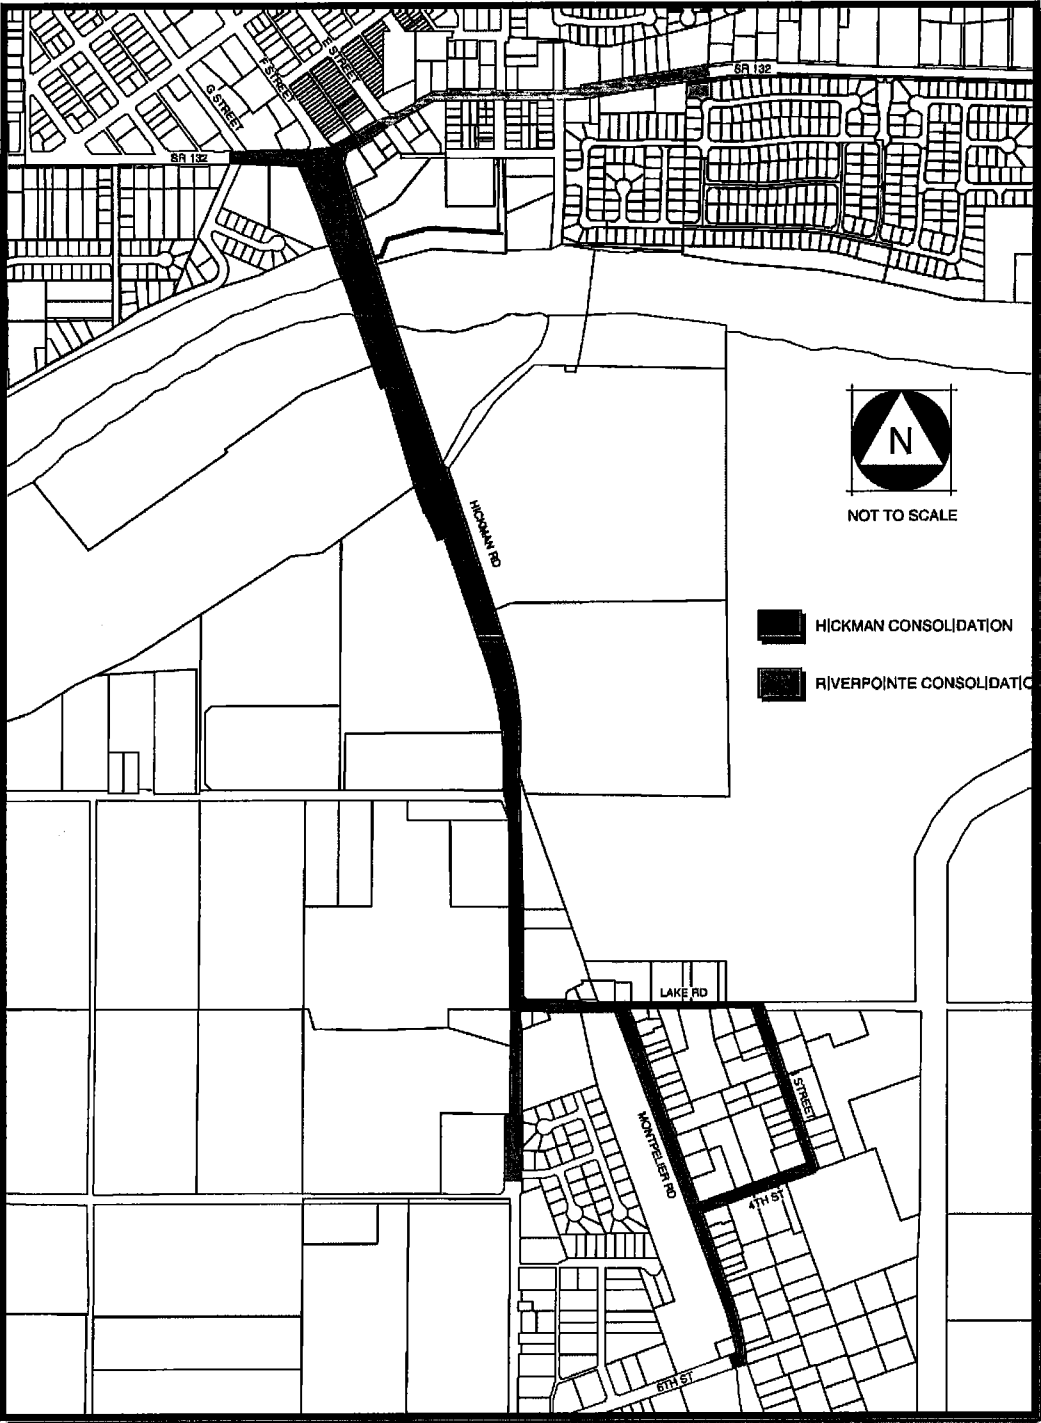 E STREET
F STREET
G STREET
SR 132
SR 132
N
NOT TO SCALE
HICKMAN RD
HICKMAN CONSOLIDATION
RIVERPOINTE CONSOLIDATIO
LAKE RD
I STREET
MONTPELIER RD
4TH ST
6TH ST